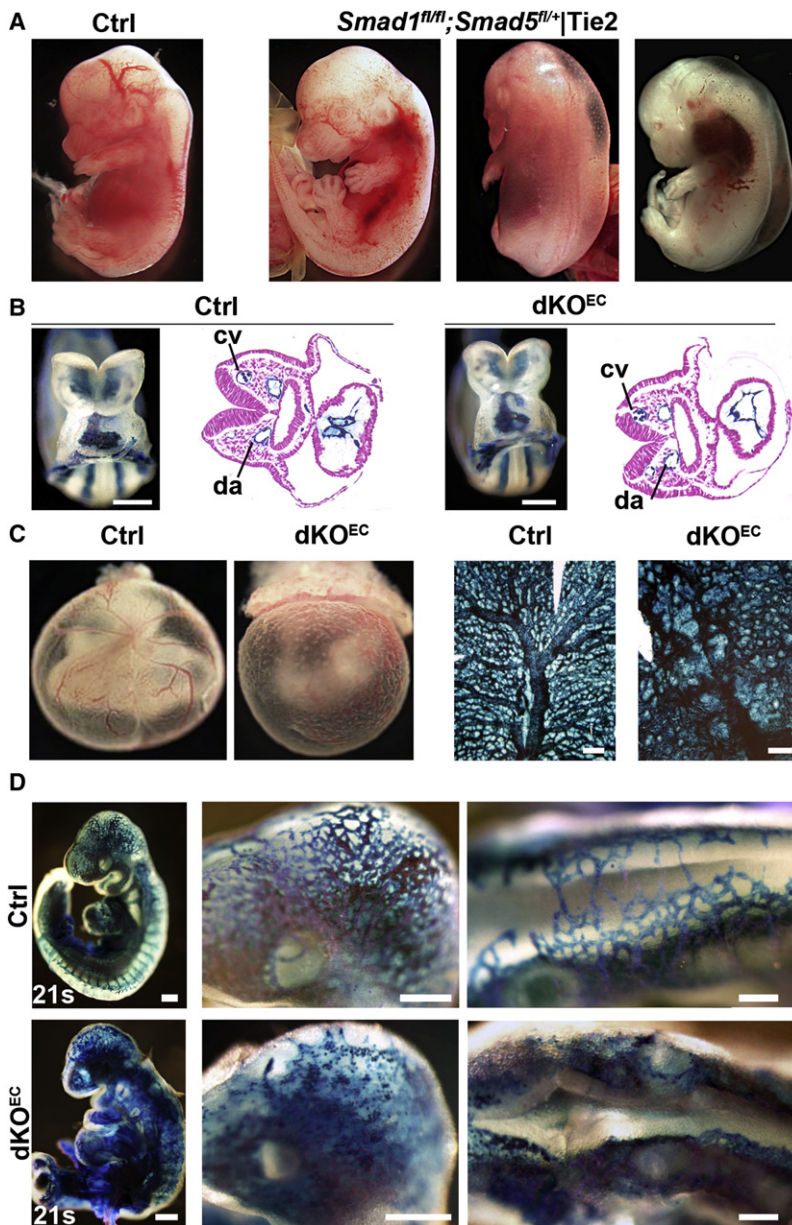 A
Ctrl
Smad1fl/fl;Smad5fl/+|Tie2
B
Ctrl
dKOEC
cv
da
cv
da
C
Ctrl
dKOEC
Ctrl
dKOEC
D
Ctrl
21s
dKOEC
21s